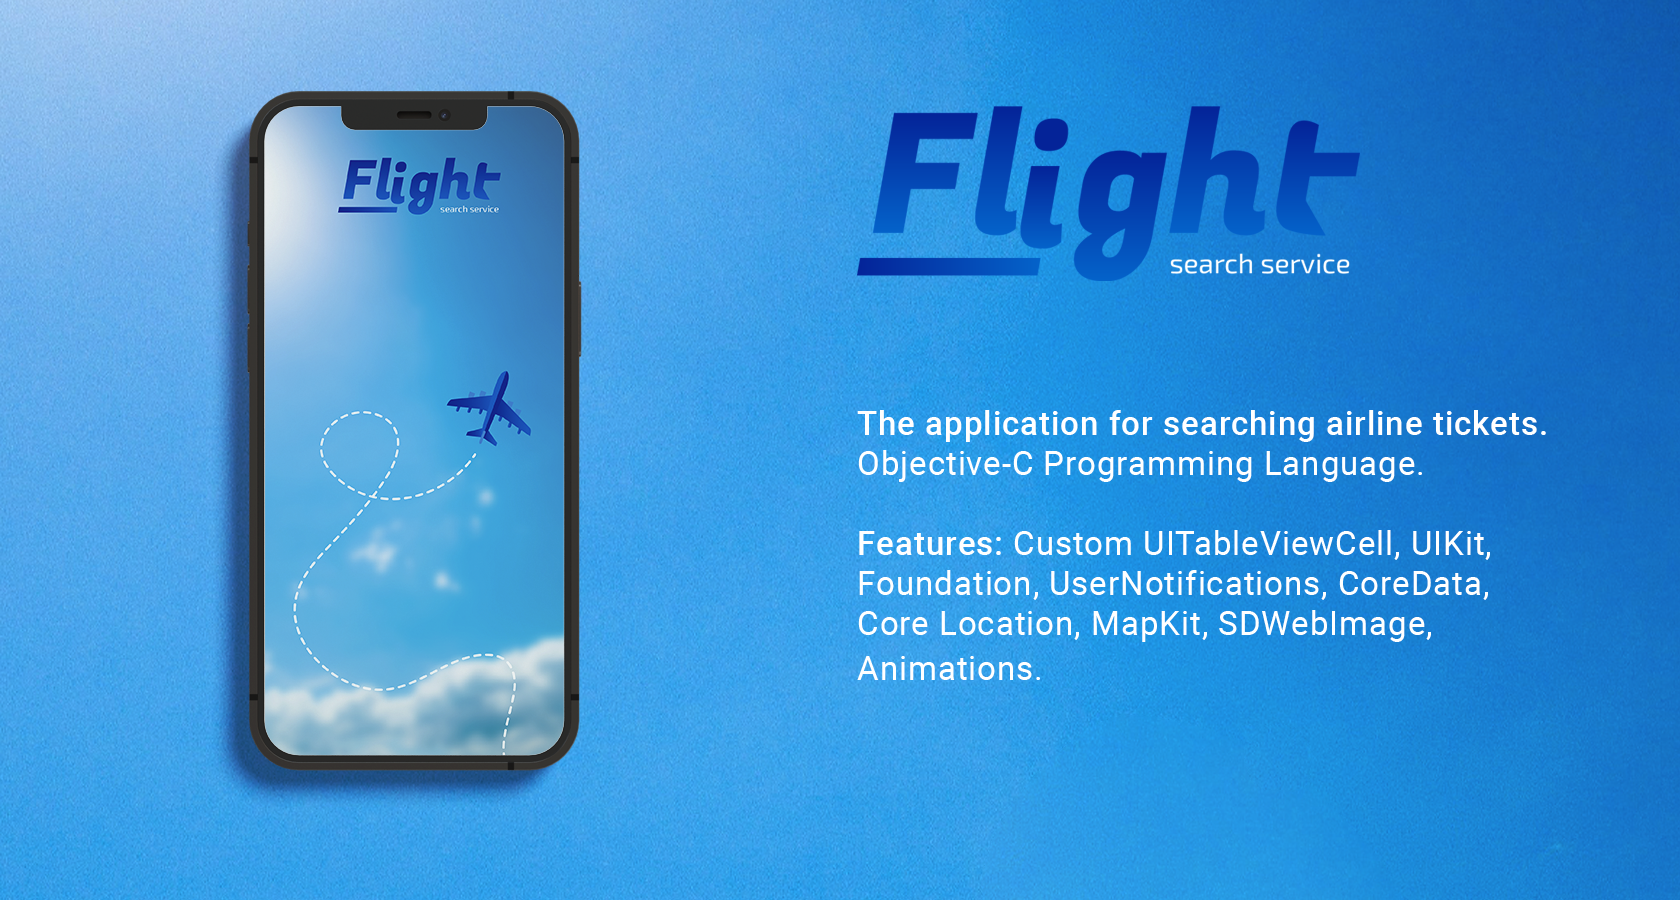 Flight
search service
Flight
search service
The application for searching airline tickets.
Objective-C Programming Language.
Features: Custom UITableViewCell, UIKit,
Foundation, UserNotifications, CoreData,
Core Location, MapKit, SDWebImage,
Animations.